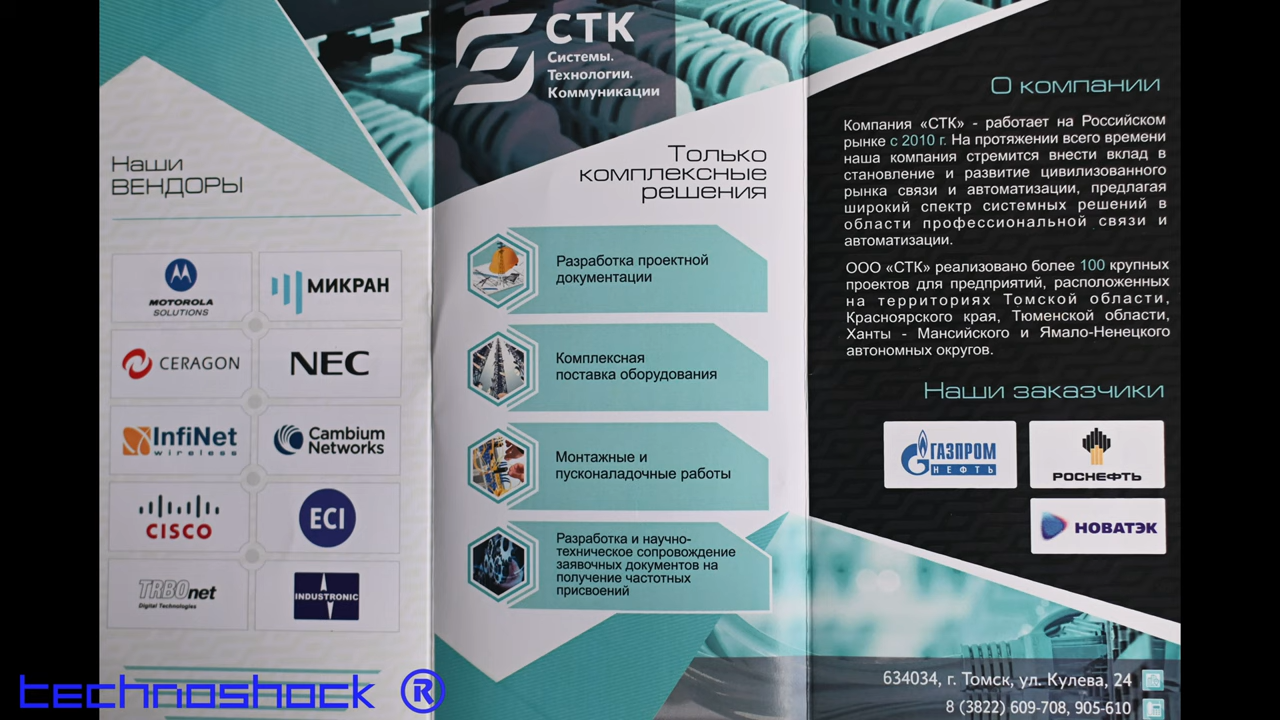 Наши
ВЕНДОРЫ
MOTOROLA
SOLUTIONS
МИКРАН
CERAGON
NEC
InfiNet
wireless
Cambium
Networks
CISCO
ECI
TRBOnet
Digital Technologies
INDUSTRONIC
СТК
Системы.
Технологии.
Коммуникации
Только
комплексные
решения
Разработка проектной
документации
Комплексная
поставка оборудования
Монтажные и
пусконаладочные работы
Разработка и научно-
техническое сопровождение
заявочных документов на
получение частотных
присвоений
О компании
Компания «СТК» - работает на Российском
рынке с 2010 г. На протяжении всего времени
наша компания стремится внести вклад в
становление и развитие цивилизованного
рынка связи и автоматизации, предлагая
широкий спектр системных решений в
области профессиональной связи и
автоматизации.
ООО «СТК» реализовано более 100 крупных
проектов для предприятий, расположенных
на территориях Томской области,
Красноярского края, Тюменской области,
Ханты - Мансийского и Ямало-Ненецкого
автономных округов.
Наши заказчики
ГАЗПРОМ
НЕФТЬ
РОСНЕФТЬ
НОВАТЭК
634034, г. Томск, ул. Кулева, 24
8 (3822) 609-708, 905-610
technoshock ®